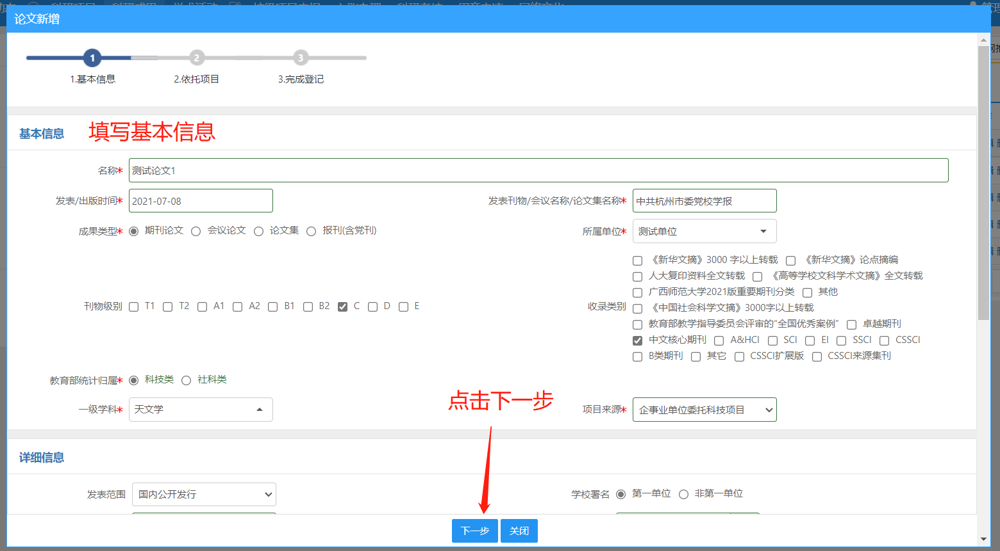 论文新增
1 2 3
1.基本信息 2.依托项目 3.完成登记
基本信息 填写基本信息
名称* 测试论文1
发表/出版时间* 2021-07-08 发表刊物/会议名称/论文集名称* 中共杭州市委党校学报
成果类型* 期刊论文 会议论文 论文集 报刊(含党刊) 所属单位* 测试单位
《新华文摘》3000 字以上转载 《新华文摘》论点摘编
人大复印资料全文转载 《高等学校文科学术文摘》全文转载
广西师范大学2021版重要期刊分类 其他
刊物级别 T1 T2 A1 A2 B1 B2 C D E 收录类别 《中国社会科学文摘》3000字以上转载
教育部教学指导委员会评审的“全国优秀案例” 卓越期刊
中文核心期刊 A&HCI SCI EI SSCI CSSCI
B类期刊 其它 CSSCI扩展版 CSSCI来源集刊
教育部统计归属* 科技类 社科类
点击下一步
一级学科* 天文学 项目来源* 企事业单位委托科技项目
详细信息
发表范围 国内公开发行 学校署名 第一单位 非第一单位
下一步 关闭